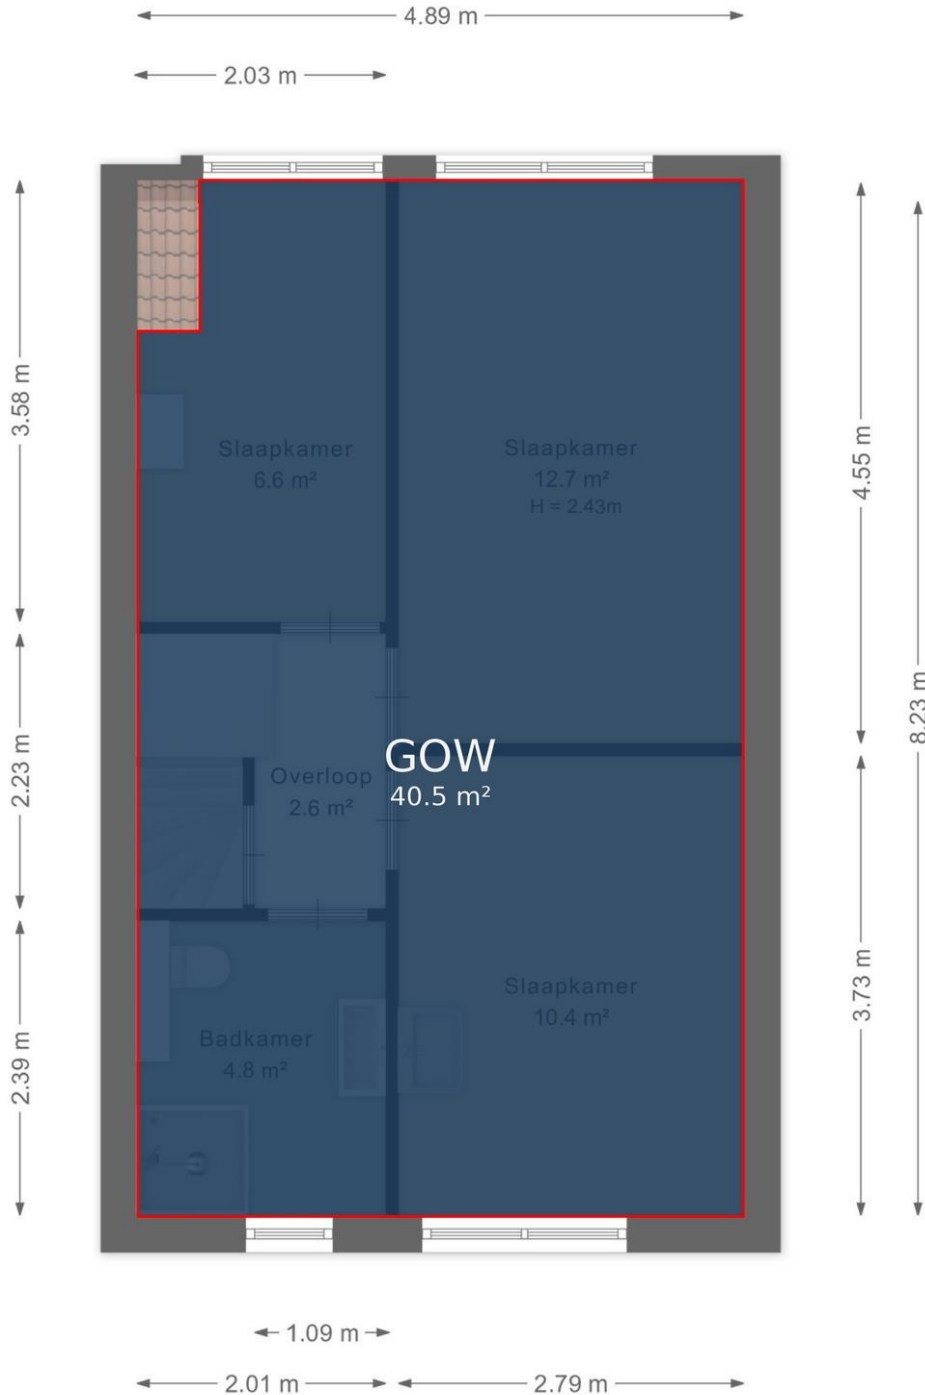 4.89 m
2.03 m
3.58 m
4.55 m
Slaapkamer
6.6 m²
Slaapkamer
12.7 m²
H = 2.43m
8.23 m
2.23 m
GOW
40.5 m²
Overloop
2.6 m²
Slaapkamer
10.4 m²
3.73 m
Badkamer
4.8 m²
2.39 m
1.09 m
2.01 m
2.79 m